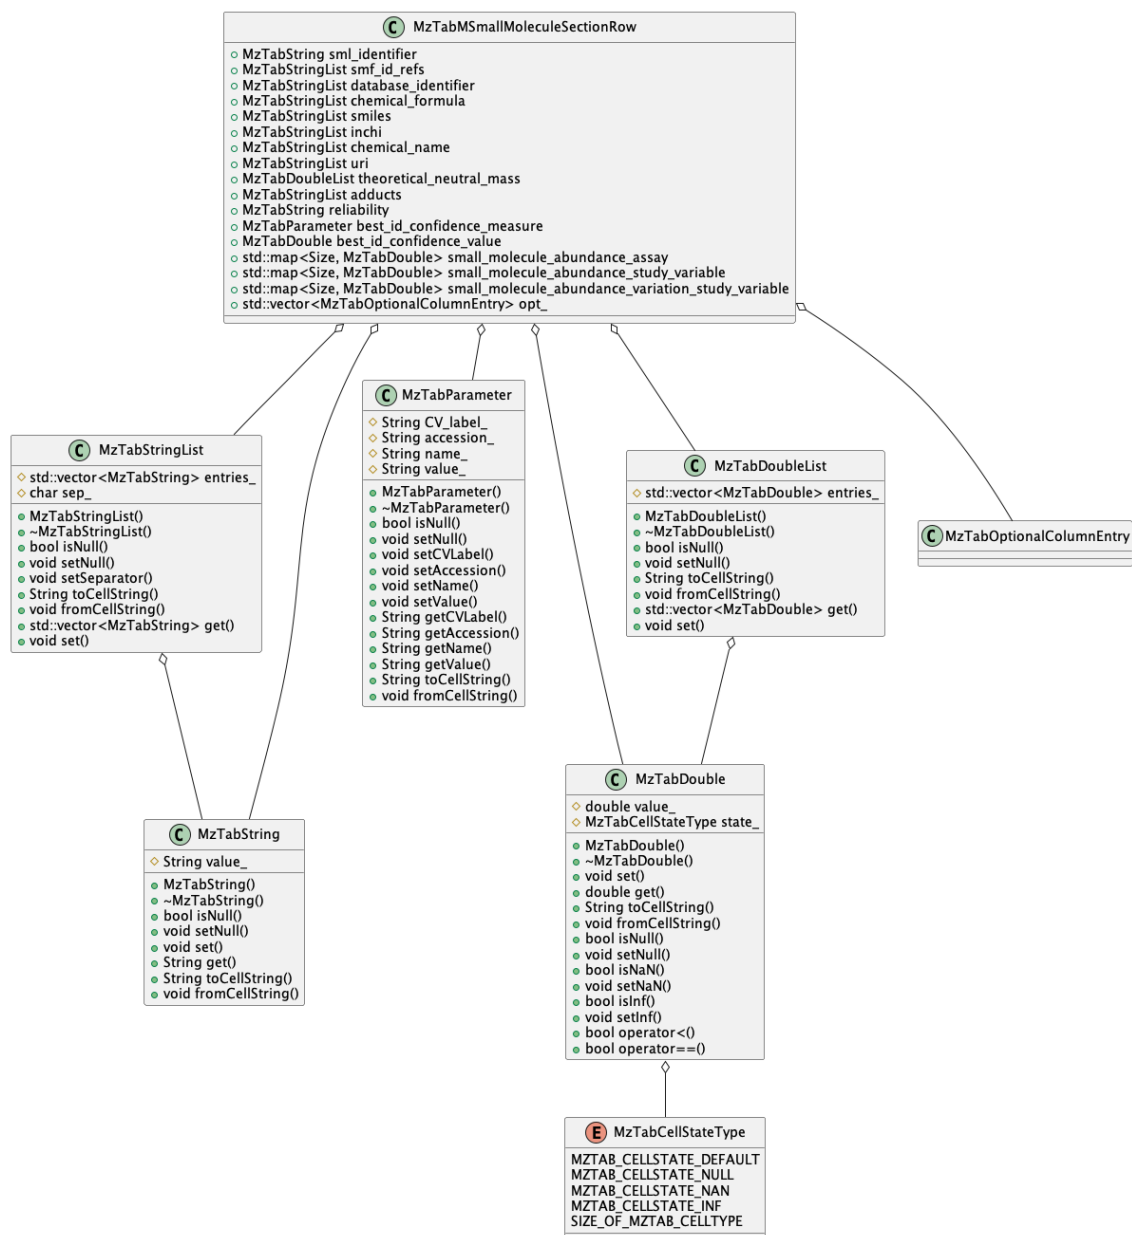 C MzTabMSmallMoleculeSectionRow
MzTabString sml_identifier
MzTabStringList smf_id_refs
MzTabStringList database_identifier
MzTabStringList chemical_formula
MzTabStringList smiles
MzTabStringList inchi
MzTabStringList chemical_name
MzTabStringList uri
MzTabDoubleList theoretical_neutral_mass
MzTabStringList adducts
MzTabString reliability
MzTabParameter best_id_confidence_measure
MzTabDouble best_id_confidence_value
std::map<Size, MzTabDouble> small_molecule_abundance_assay
std::map<Size, MzTabDouble> small_molecule_abundance_study_variable
std::map<Size, MzTabDouble> small_molecule_abundance_variation_study_variable
std::vector<MzTabOptionalColumnEntry> opt_
C MzTabStringList
std::vector<MzTabString> entries_
char sep_
MzTabStringList()
~MzTabStringList()
bool isNull()
void setNull()
void setSeparator()
String toCellString()
void fromCellString()
std::vector<MzTabString> get()
void set()
C MzTabParameter
String CV_label_
String accession_
String name_
String value_
MzTabParameter()
~MzTabParameter()
bool isNull()
void setNull()
void setCVLabel()
void setAccession()
void setName()
void setValue()
String getCVLabel()
String getAccession()
String getName()
String getValue()
String toCellString()
void fromCellString()
C MzTabDoubleList
std::vector<MzTabDouble> entries_
MzTabDoubleList()
~MzTabDoubleList()
bool isNull()
void setNull()
String toCellString()
void fromCellString()
std::vector<MzTabDouble> get()
void set()
C MzTabOptionalColumnEntry
C MzTabString
String value_
MzTabString()
~MzTabString()
bool isNull()
void setNull()
void set()
String get()
String toCellString()
void fromCellString()
C MzTabDouble
double value_
MzTabCellStateType state_
MzTabDouble()
~MzTabDouble()
void set()
double get()
String toCellString()
void fromCellString()
bool isNull()
void setNull()
bool isNaN()
void setNaN()
bool isInf()
void setInf()
bool operator<()
bool operator==()
E MzTabCellStateType
MZTAB_CELLSTATE_DEFAULT
MZTAB_CELLSTATE_NULL
MZTAB_CELLSTATE_NAN
MZTAB_CELLSTATE_INF
SIZE_OF_MZTAB_CELLTYPE